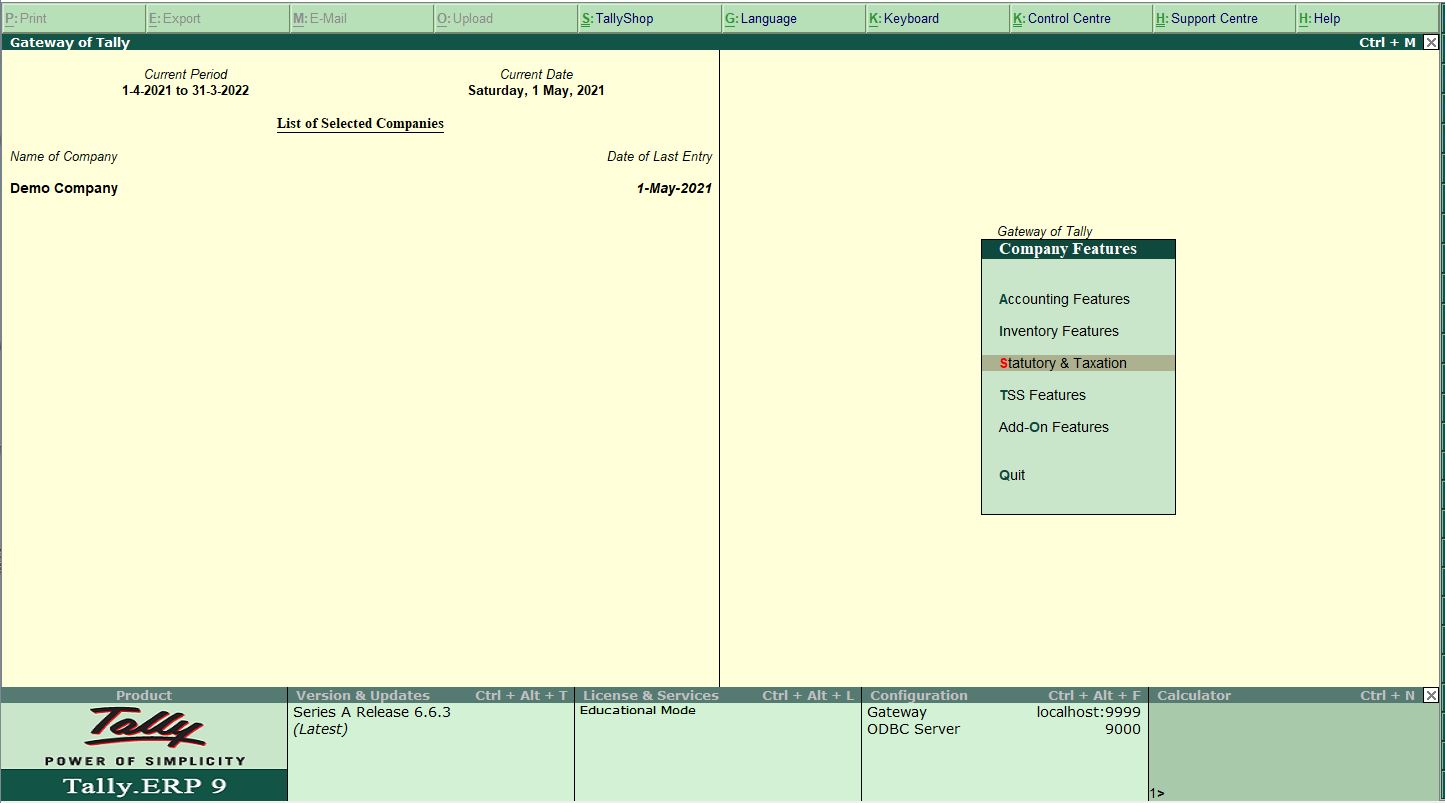 P: Print E: Export M: E-Mail O: Upload S: TallyShop G: Language K: Keyboard K: Control Centre H: Support Centre H: Help
Gateway of Tally Ctrl + M
Current Period Current Date
1-4-2021 to 31-3-2022 Saturday, 1 May, 2021
List of Selected Companies
Name of Company Date of Last Entry
Demo Company 1-May-2021
Gateway of Tally
Company Features
Accounting Features
Inventory Features
Statutory & Taxation
TSS Features
Add-On Features
Quit
Product Version & Updates Ctrl + Alt + T License & Services Ctrl + Alt + L Configuration Ctrl + Alt + F Calculator Ctrl + N
Tally
POWER OF SIMPLICITY
Tally.ERP 9
Series A Release 6.6.3
(Latest)
Educational Mode
Gateway localhost:9999
ODBC Server 9000
1>